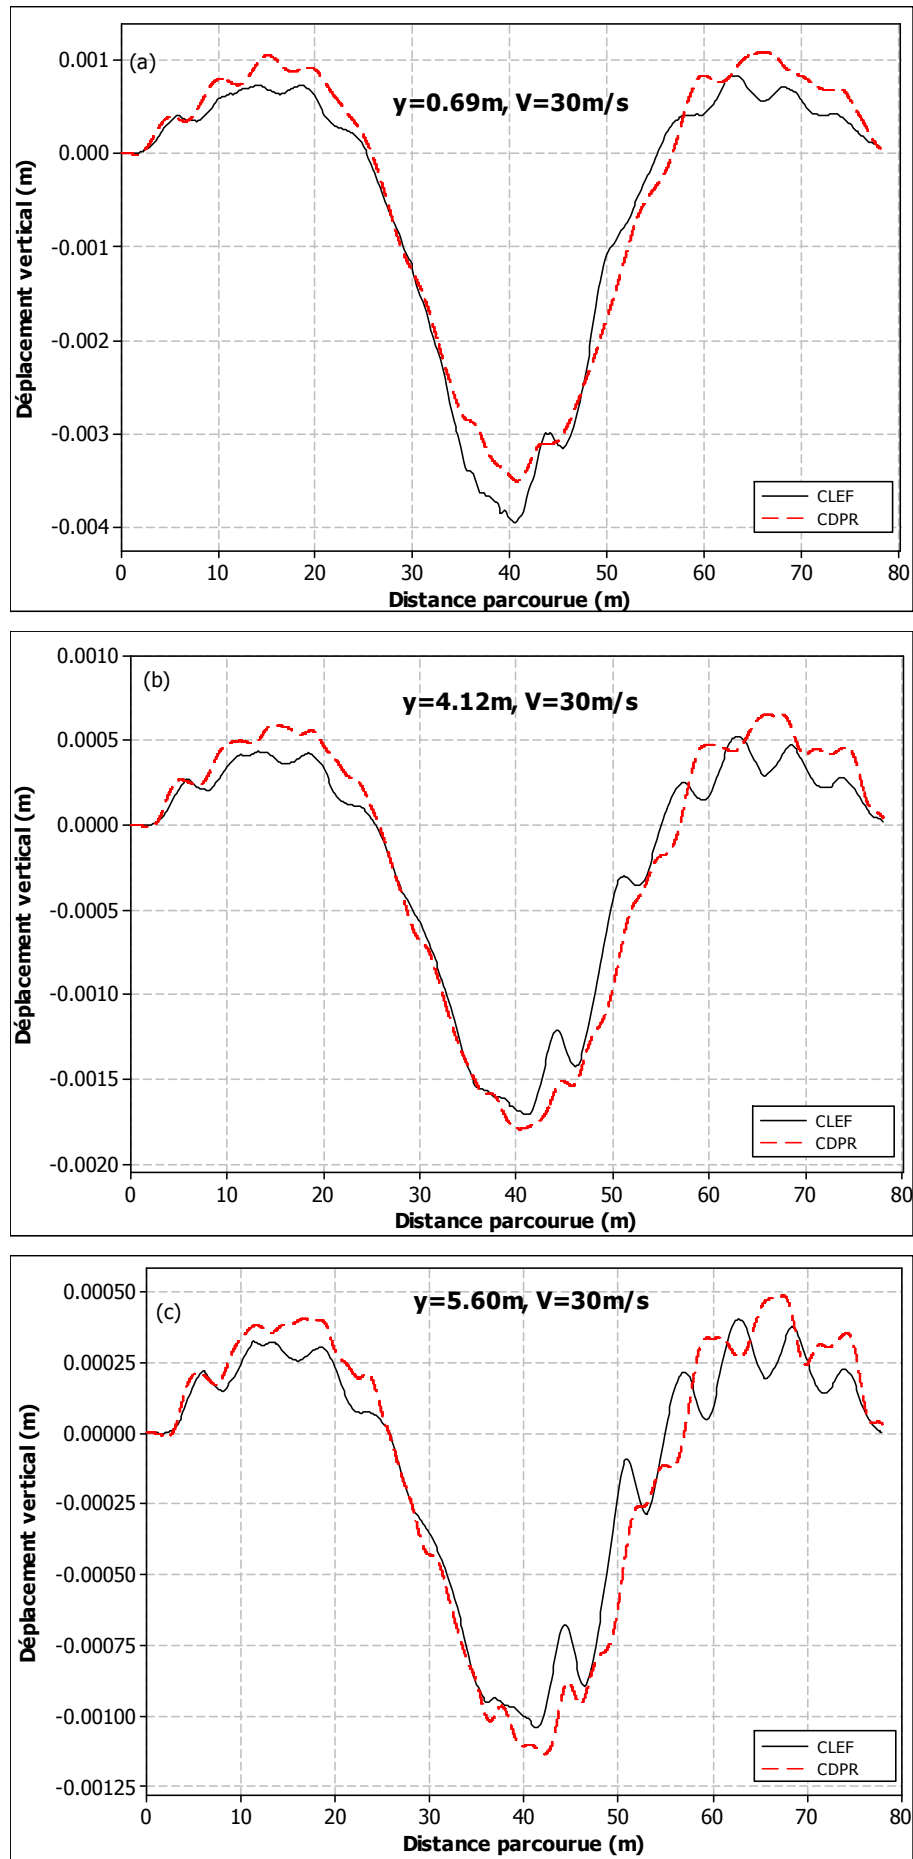 (a)
y=0.69m, V=30m/s
0.001
0.000
-0.001
-0.002
-0.003
-0.004
Déplacement vertical (m)
CLEF
CDPR
0 10 20 30 40 50 60 70 80
Distance parcourue (m)
(b)
y=4.12m, V=30m/s
0.0010
0.0005
0.0000
-0.0005
-0.0010
-0.0015
-0.0020
Déplacement vertical (m)
CLEF
CDPR
0 10 20 30 40 50 60 70 80
Distance parcourue (m)
(c)
y=5.60m, V=30m/s
0.00050
0.00025
0.00000
-0.00025
-0.00050
-0.00075
-0.00100
-0.00125
Déplacement vertical (m)
CLEF
CDPR
0 10 20 30 40 50 60 70 80
Distance parcourue (m)